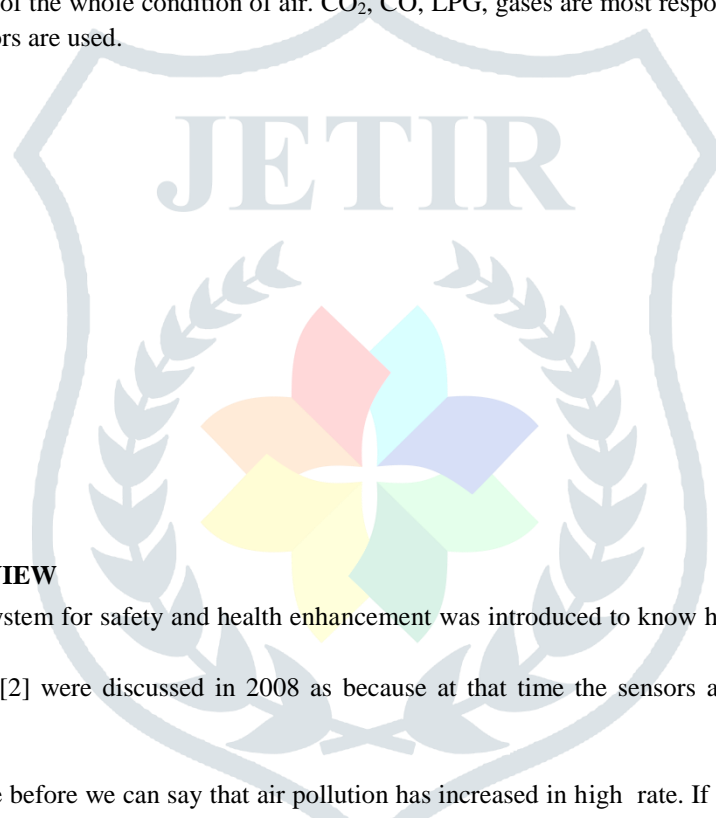 of the whole condition of air. CO₂, CO, LPG, gases are most respo
ors are used.
JETIR
VIEW
ystem for safety and health enhancement was introduced to know h
[2] were discussed in 2008 as because at that time the sensors a
e before we can say that air pollution has increased in high rate. If